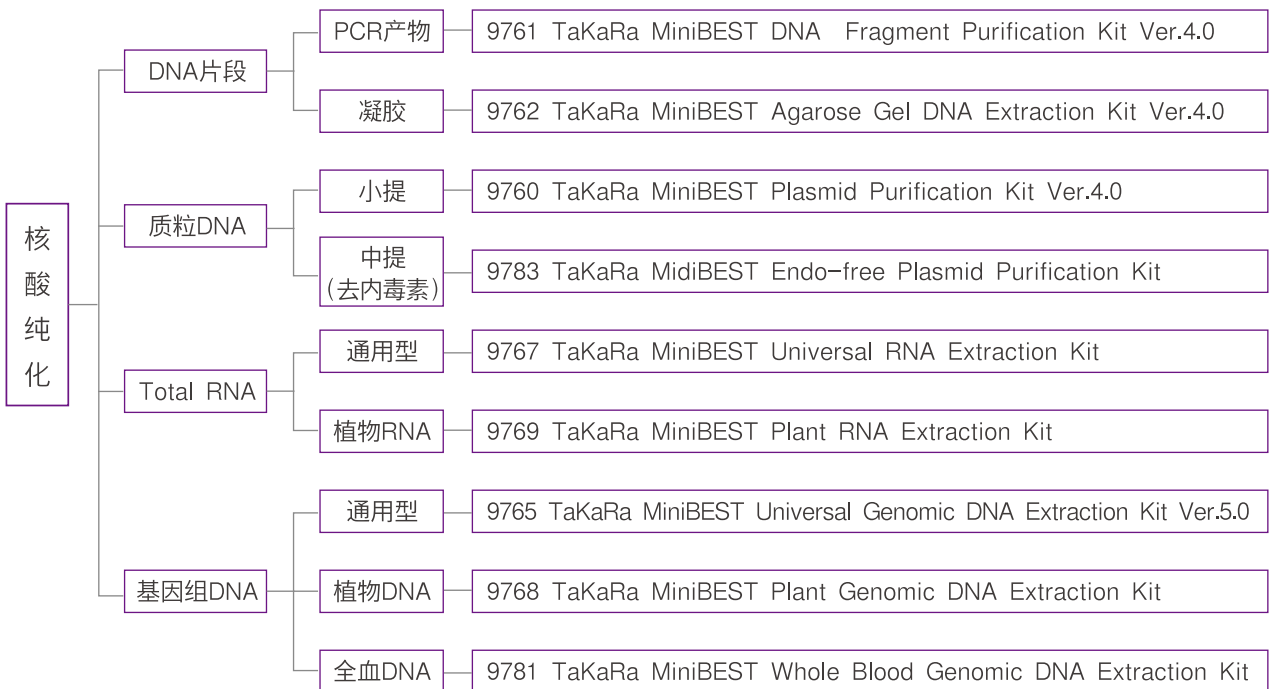 核
酸
纯
化
DNA片段
PCR产物
9761 TaKaRa MiniBEST DNA Fragment Purification Kit Ver.4.0
凝胶
9762 TaKaRa MiniBEST Agarose Gel DNA Extraction Kit Ver.4.0
质粒DNA
小提
9760 TaKaRa MiniBEST Plasmid Purification Kit Ver.4.0
中提
(去内毒素)
9783 TaKaRa MidiBEST Endo-free Plasmid Purification Kit
Total RNA
通用型
9767 TaKaRa MiniBEST Universal RNA Extraction Kit
植物RNA
9769 TaKaRa MiniBEST Plant RNA Extraction Kit
基因组DNA
通用型
9765 TaKaRa MiniBEST Universal Genomic DNA Extraction Kit Ver.5.0
植物DNA
9768 TaKaRa MiniBEST Plant Genomic DNA Extraction Kit
全血DNA
9781 TaKaRa MiniBEST Whole Blood Genomic DNA Extraction Kit